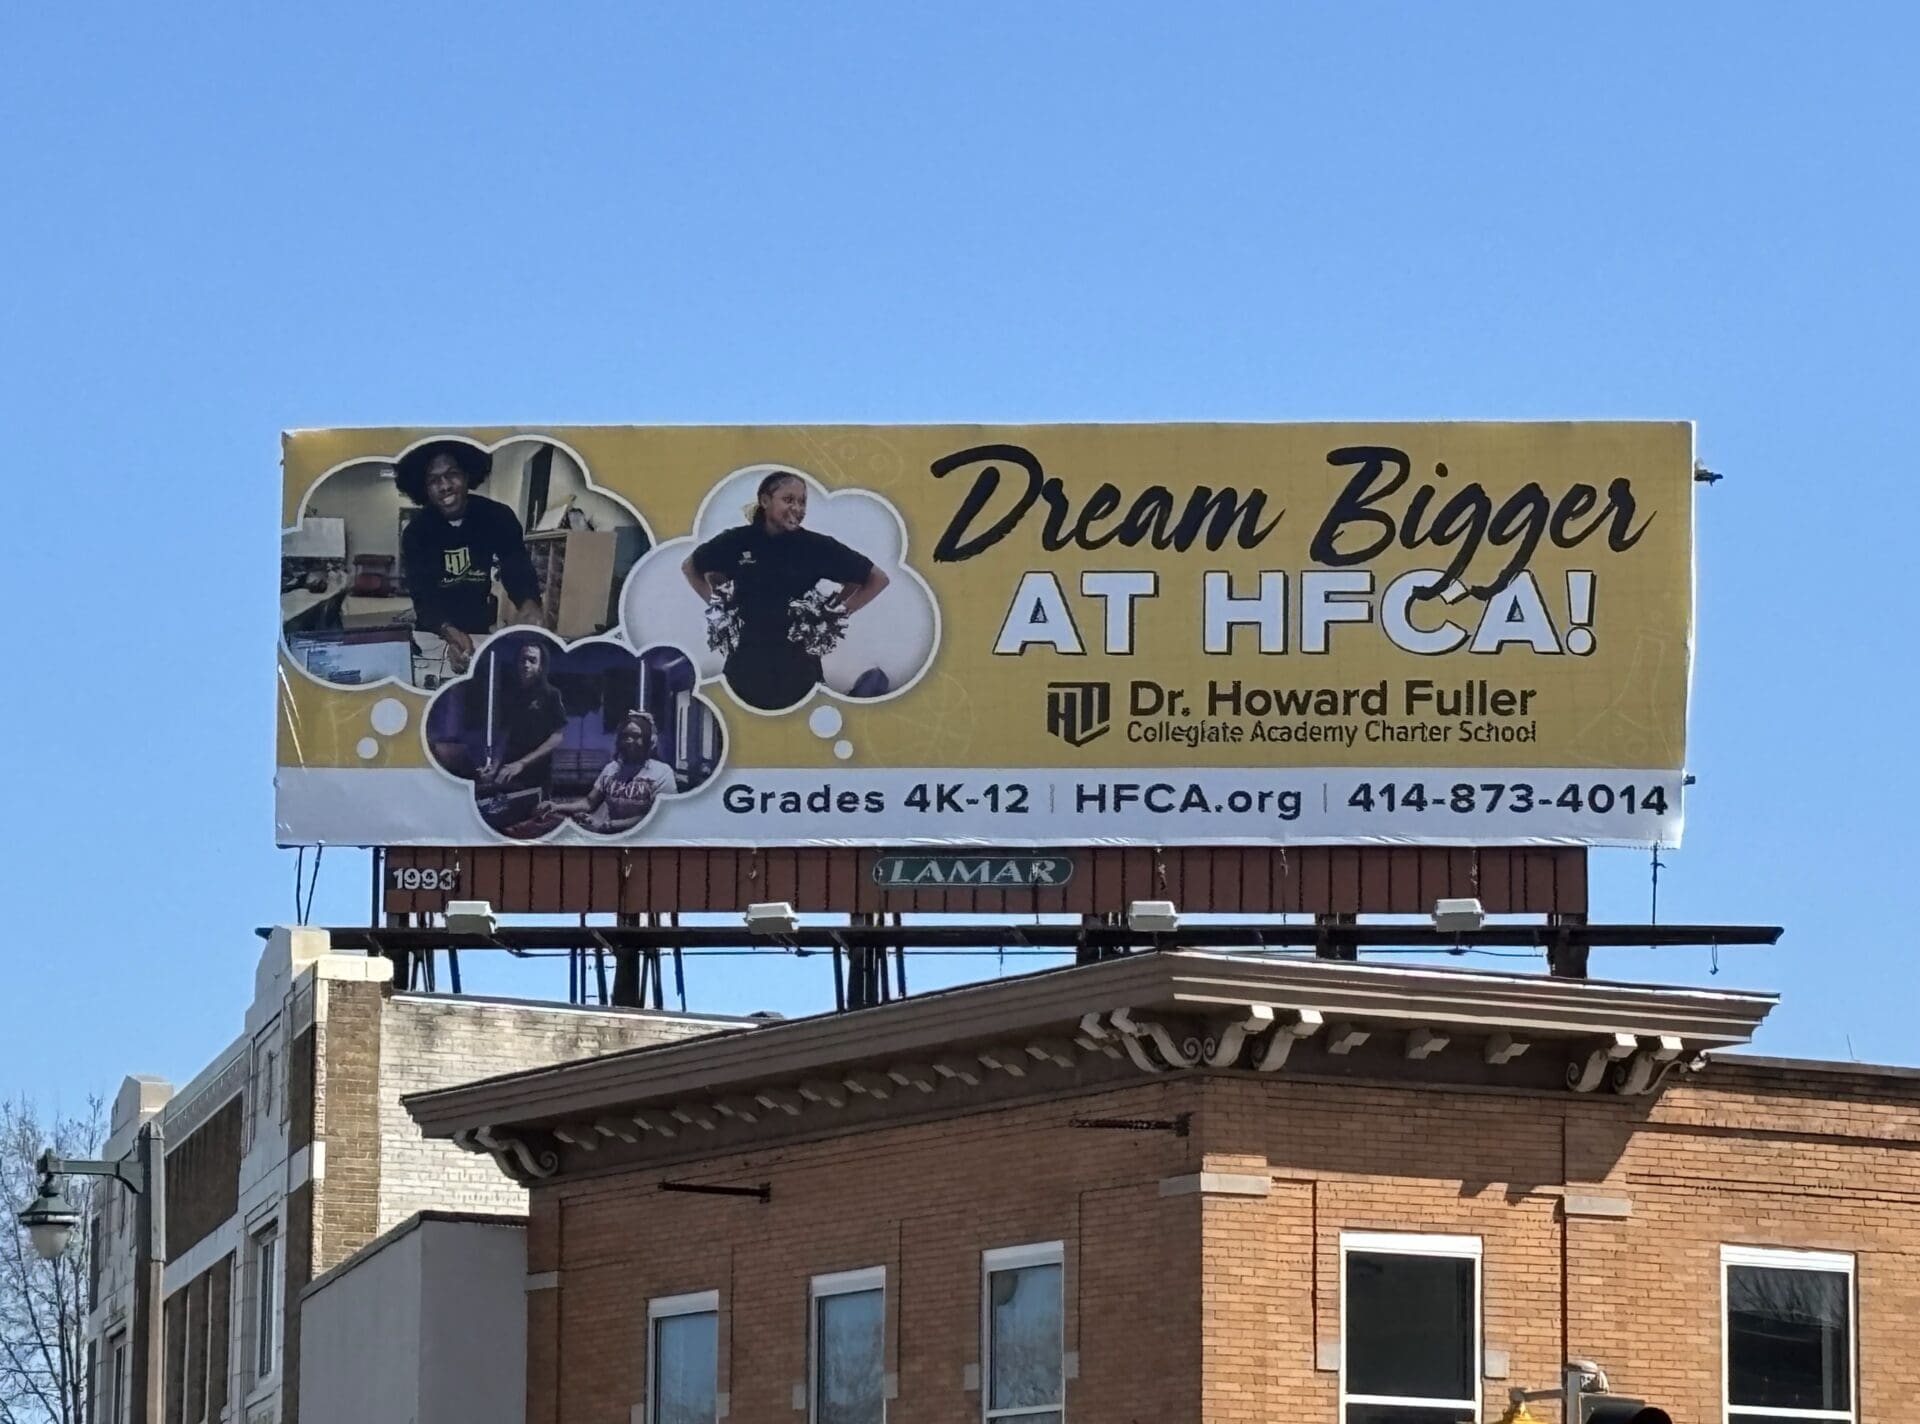 Dream Bigger
AT HFCA!
Dr. Howard Fuller
Collegiate Academy Charter School
Grades 4K-12 | HFCA.org | 414-873-4014
1993
LAMAR